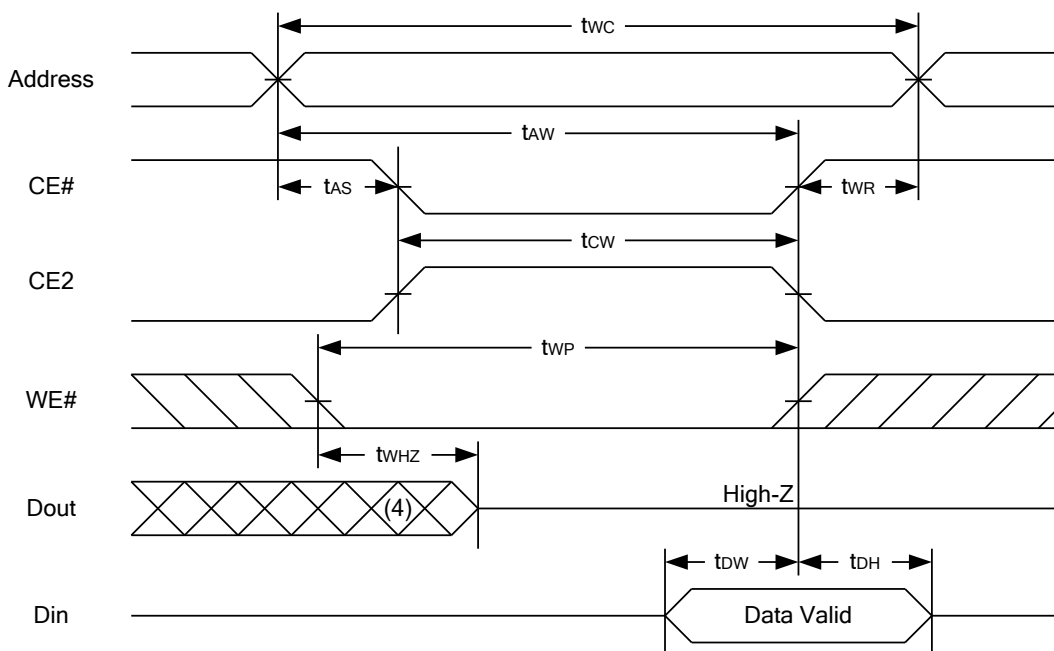 tWC
Address
tAW
CE#
tAS
tWR
tCW
CE2
tWP
WE#
tWHZ
Dout
(4)
High-Z
tDW
tDH
Din
Data Valid